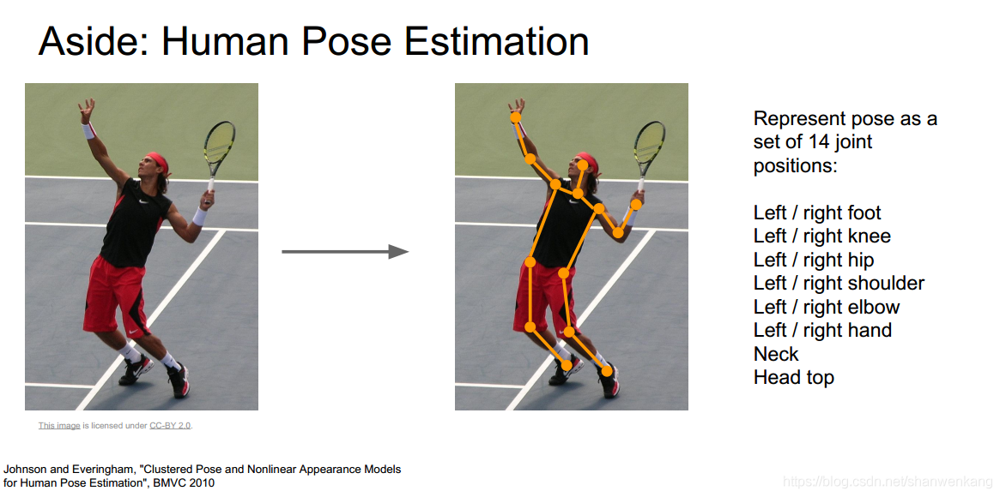 Aside: Human Pose Estimation
Represent pose as a
set of 14 joint
positions:
Left / right foot
Left / right knee
Left / right hip
Left / right shoulder
Left / right elbow
Left / right hand
Neck
Head top
This image is licensed under CC-BY 2.0.
Johnson and Everingham, "Clustered Pose and Nonlinear Appearance Models
for Human Pose Estimation", BMVC 2010
https://blog.csdn.net/shanwenkang